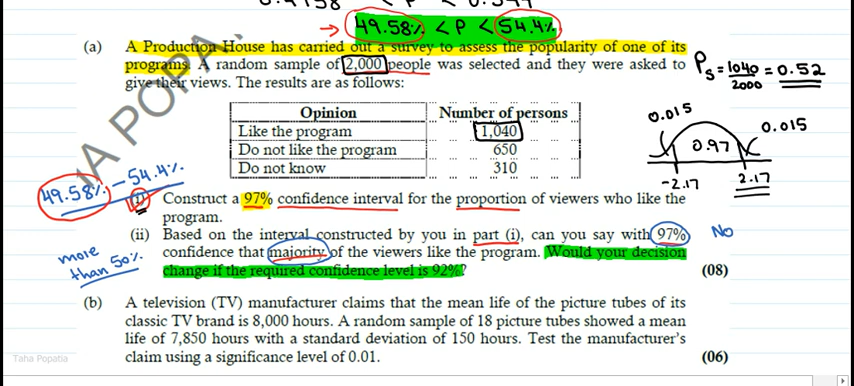 → 49.58% < P < 54.4%
(a) A Production House has carried out a survey to assess the popularity of one of its
programs. A random sample of 2,000 people was selected and they were asked to
give their views. The results are as follows:
Ps = 1040/2000 = 0.52
Opinion Number of persons
Like the program 1,040
Do not like the program 650
Do not know 310
0.015 0.97 0.015
-2.17 2.17
49.58% - 54.4%
(i) Construct a 97% confidence interval for the proportion of viewers who like the
program.
(ii) Based on the interval constructed by you in part (i), can you say with 97%
No
confidence that majority of the viewers like the program. Would your decision
change if the required confidence level is 92%? (08)
more
than 50%
(b) A television (TV) manufacturer claims that the mean life of the picture tubes of its
classic TV brand is 8,000 hours. A random sample of 18 picture tubes showed a mean
life of 7,850 hours with a standard deviation of 150 hours. Test the manufacturer's
claim using a significance level of 0.01. (06)
Taha Popatia